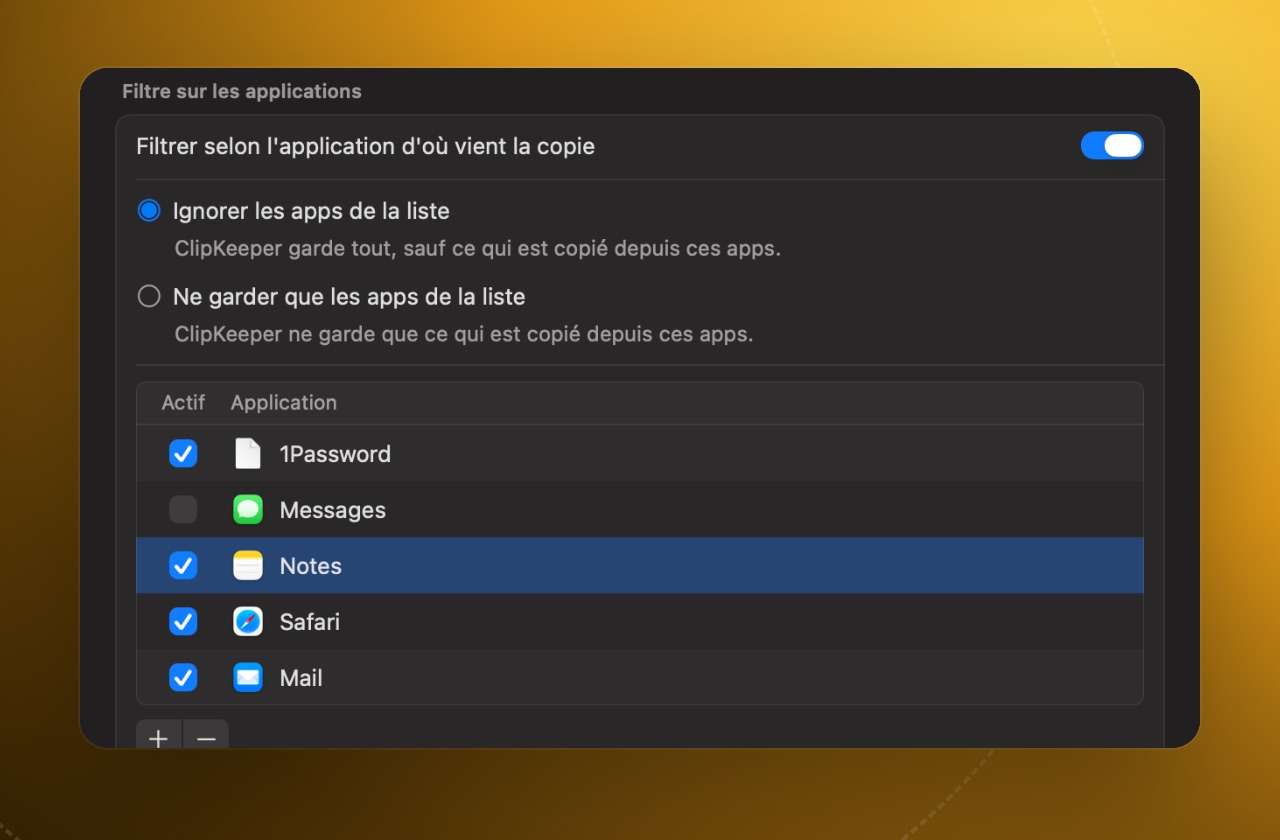 Filtre sur les applications
Filtrer selon l'application d'où vient la copie
Ignorer les apps de la liste
ClipKeeper garde tout, sauf ce qui est copié depuis ces apps.
Ne garder que les apps de la liste
ClipKeeper ne garde que ce qui est copié depuis ces apps.
Actif Application
1Password
Messages
Notes
Safari
Mail